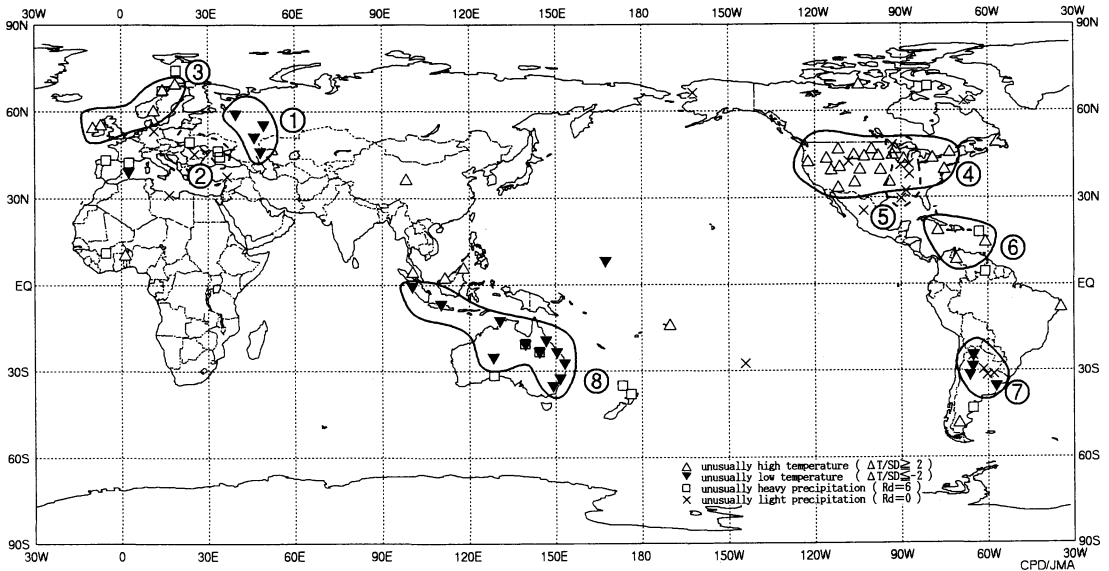 30W 0 30E 60E 90E 120E 150E 180 150W 120W 90W 60W 30W
90N 90N
③
60N 60N
①
④
②
30N 30N
⑤
⑥
EQ EQ
30S 30S
⑧
⑦
60S 60S
△ unusually high temperature ( ΔT/SD≧ 2 )
▼ unusually low temperature ( ΔT/SD≦-2 )
□ unusually heavy precipitation ( Rd=6 )
× unusually light precipitation ( Rd=0 )
90S 90S
30W 0 30E 60E 90E 120E 150E 180 150W 120W 90W 60W 30W
CPD/JMA